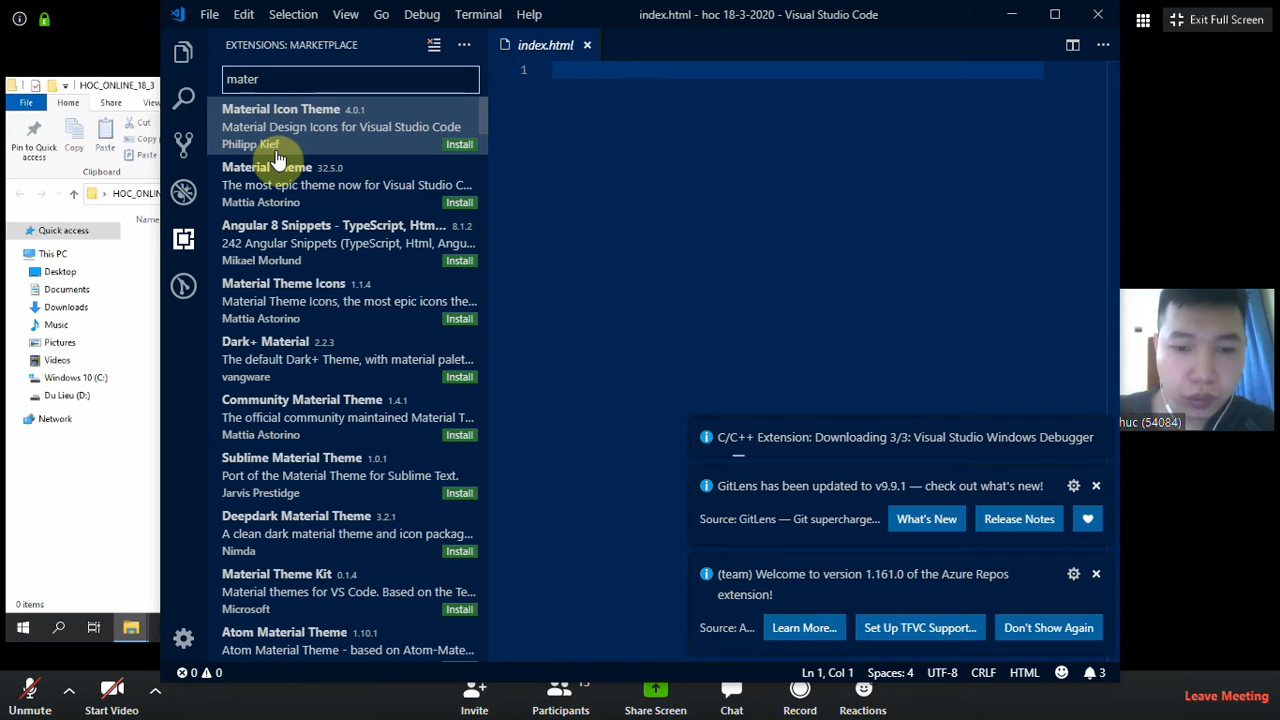 File Edit Selection View Go Debug Terminal Help
index.html - hoc 18-3-2020 - Visual Studio Code
Exit Full Screen
HOC_ONLINE_18_3
File Home Share
Pin to Quick access
Copy
Paste
Cut
Copy
Paste
Clipboard
HOC_ONLIN
Quick access
This PC
Desktop
Documents
Downloads
Music
Pictures
Videos
Windows 10 (C:)
Du Lieu (D:)
Network
0 items
EXTENSIONS: MARKETPLACE
mater
Material Icon Theme 4.0.1
Material Design Icons for Visual Studio Code
Philipp Kief Install
Material Theme 32.5.0
The most epic theme now for Visual Studio C...
Mattia Astorino Install
Angular 8 Snippets - TypeScript, Htm... 8.1.2
242 Angular Snippets (TypeScript, Html, Angu...
Mikael Morlund Install
Material Theme Icons 1.1.4
Material Theme Icons, the most epic icons the...
Mattia Astorino Install
Dark+ Material 2.2.3
The default Dark+ Theme, with material palet...
vangware Install
Community Material Theme 1.4.1
The official community maintained Material T...
Mattia Astorino Install
Sublime Material Theme 1.0.1
Port of the Material Theme for Sublime Text.
Jarvis Prestidge Install
Deepdark Material Theme 3.2.1
A clean dark material theme and icon packag...
Nimda Install
Material Theme Kit 0.1.4
Material themes for VS Code. Based on the Te...
Microsoft Install
Atom Material Theme 1.10.1
Atom Material Theme - based on Atom-Mate...
index.html
1
C/C++ Extension: Downloading 3/3: Visual Studio Windows Debugger
GitLens has been updated to v9.9.1 — check out what's new!
Source: GitLens — Git supercharge... What's New Release Notes
(team) Welcome to version 1.161.0 of the Azure Repos extension!
Source: A... Learn More... Set Up TFVC Support... Don't Show Again
huc (54084)
0 0
Ln 1, Col 1 Spaces: 4 UTF-8 CRLF HTML 3
Unmute Start Video Invite Participants Share Screen Chat Record Reactions Leave Meeting